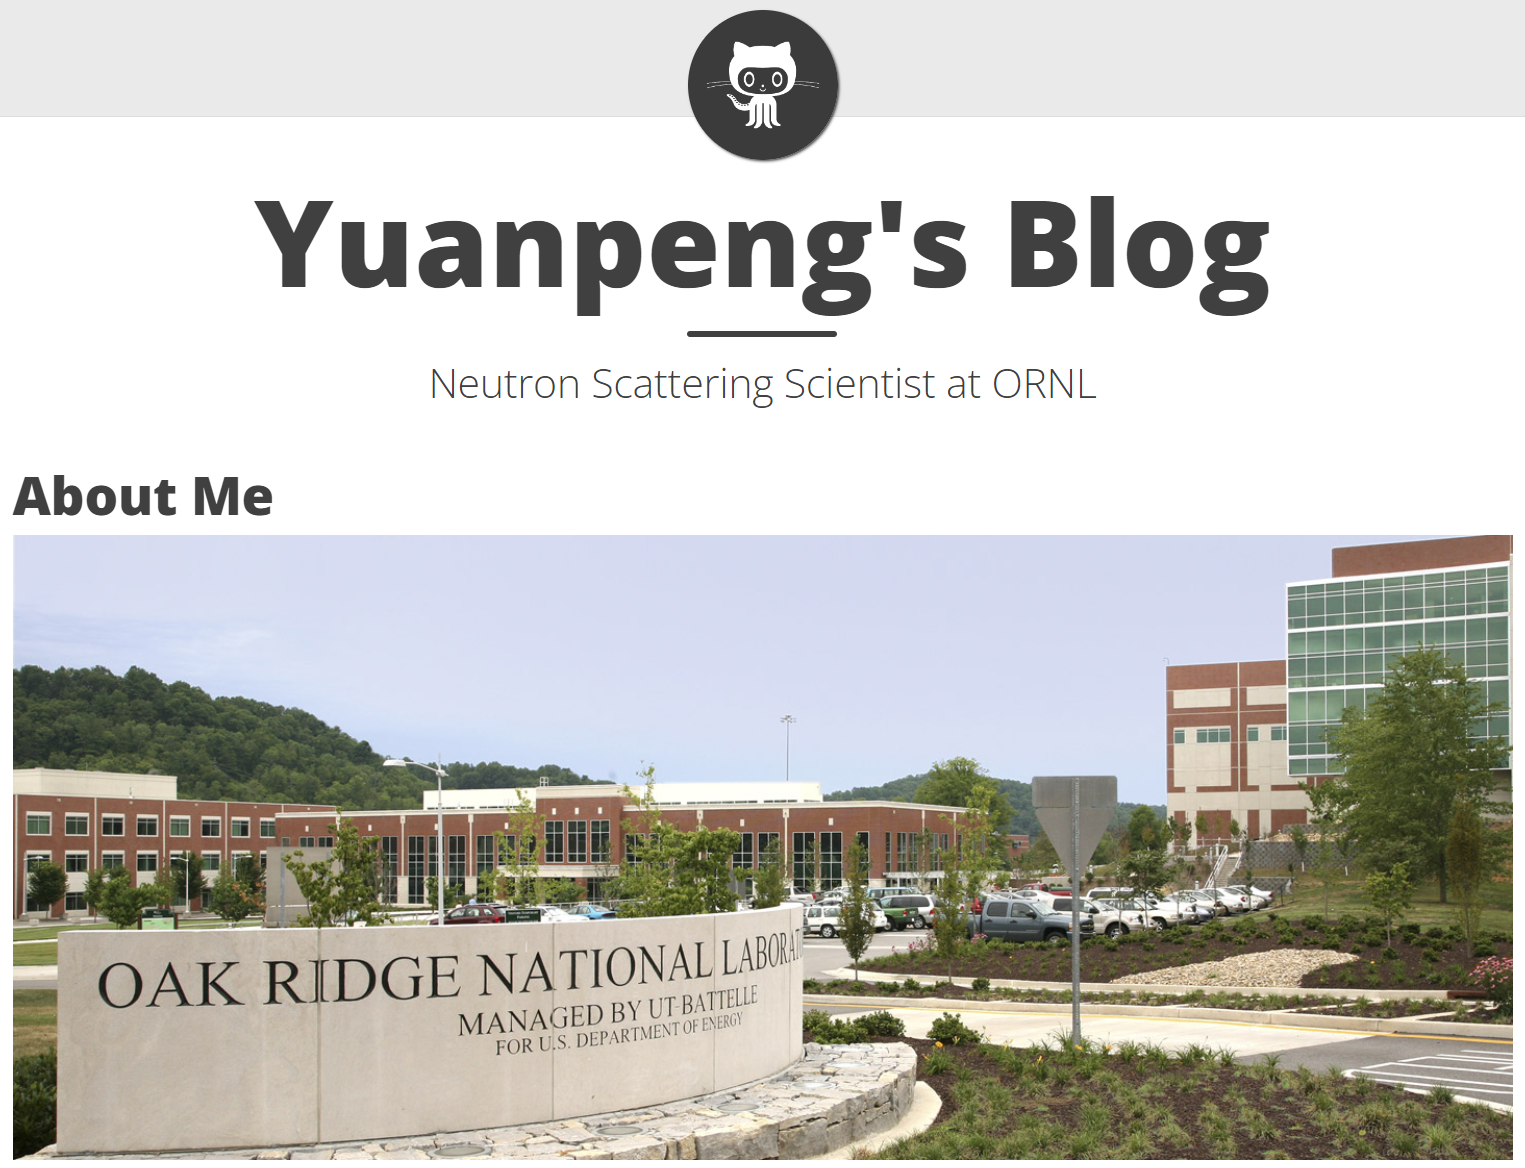 Yuanpeng's Blog
Neutron Scattering Scientist at ORNL
About Me
OAK RIDGE NATIONAL LABORAT
MANAGED BY UT-BATTELLE
FOR U.S. DEPARTMENT OF ENERGY